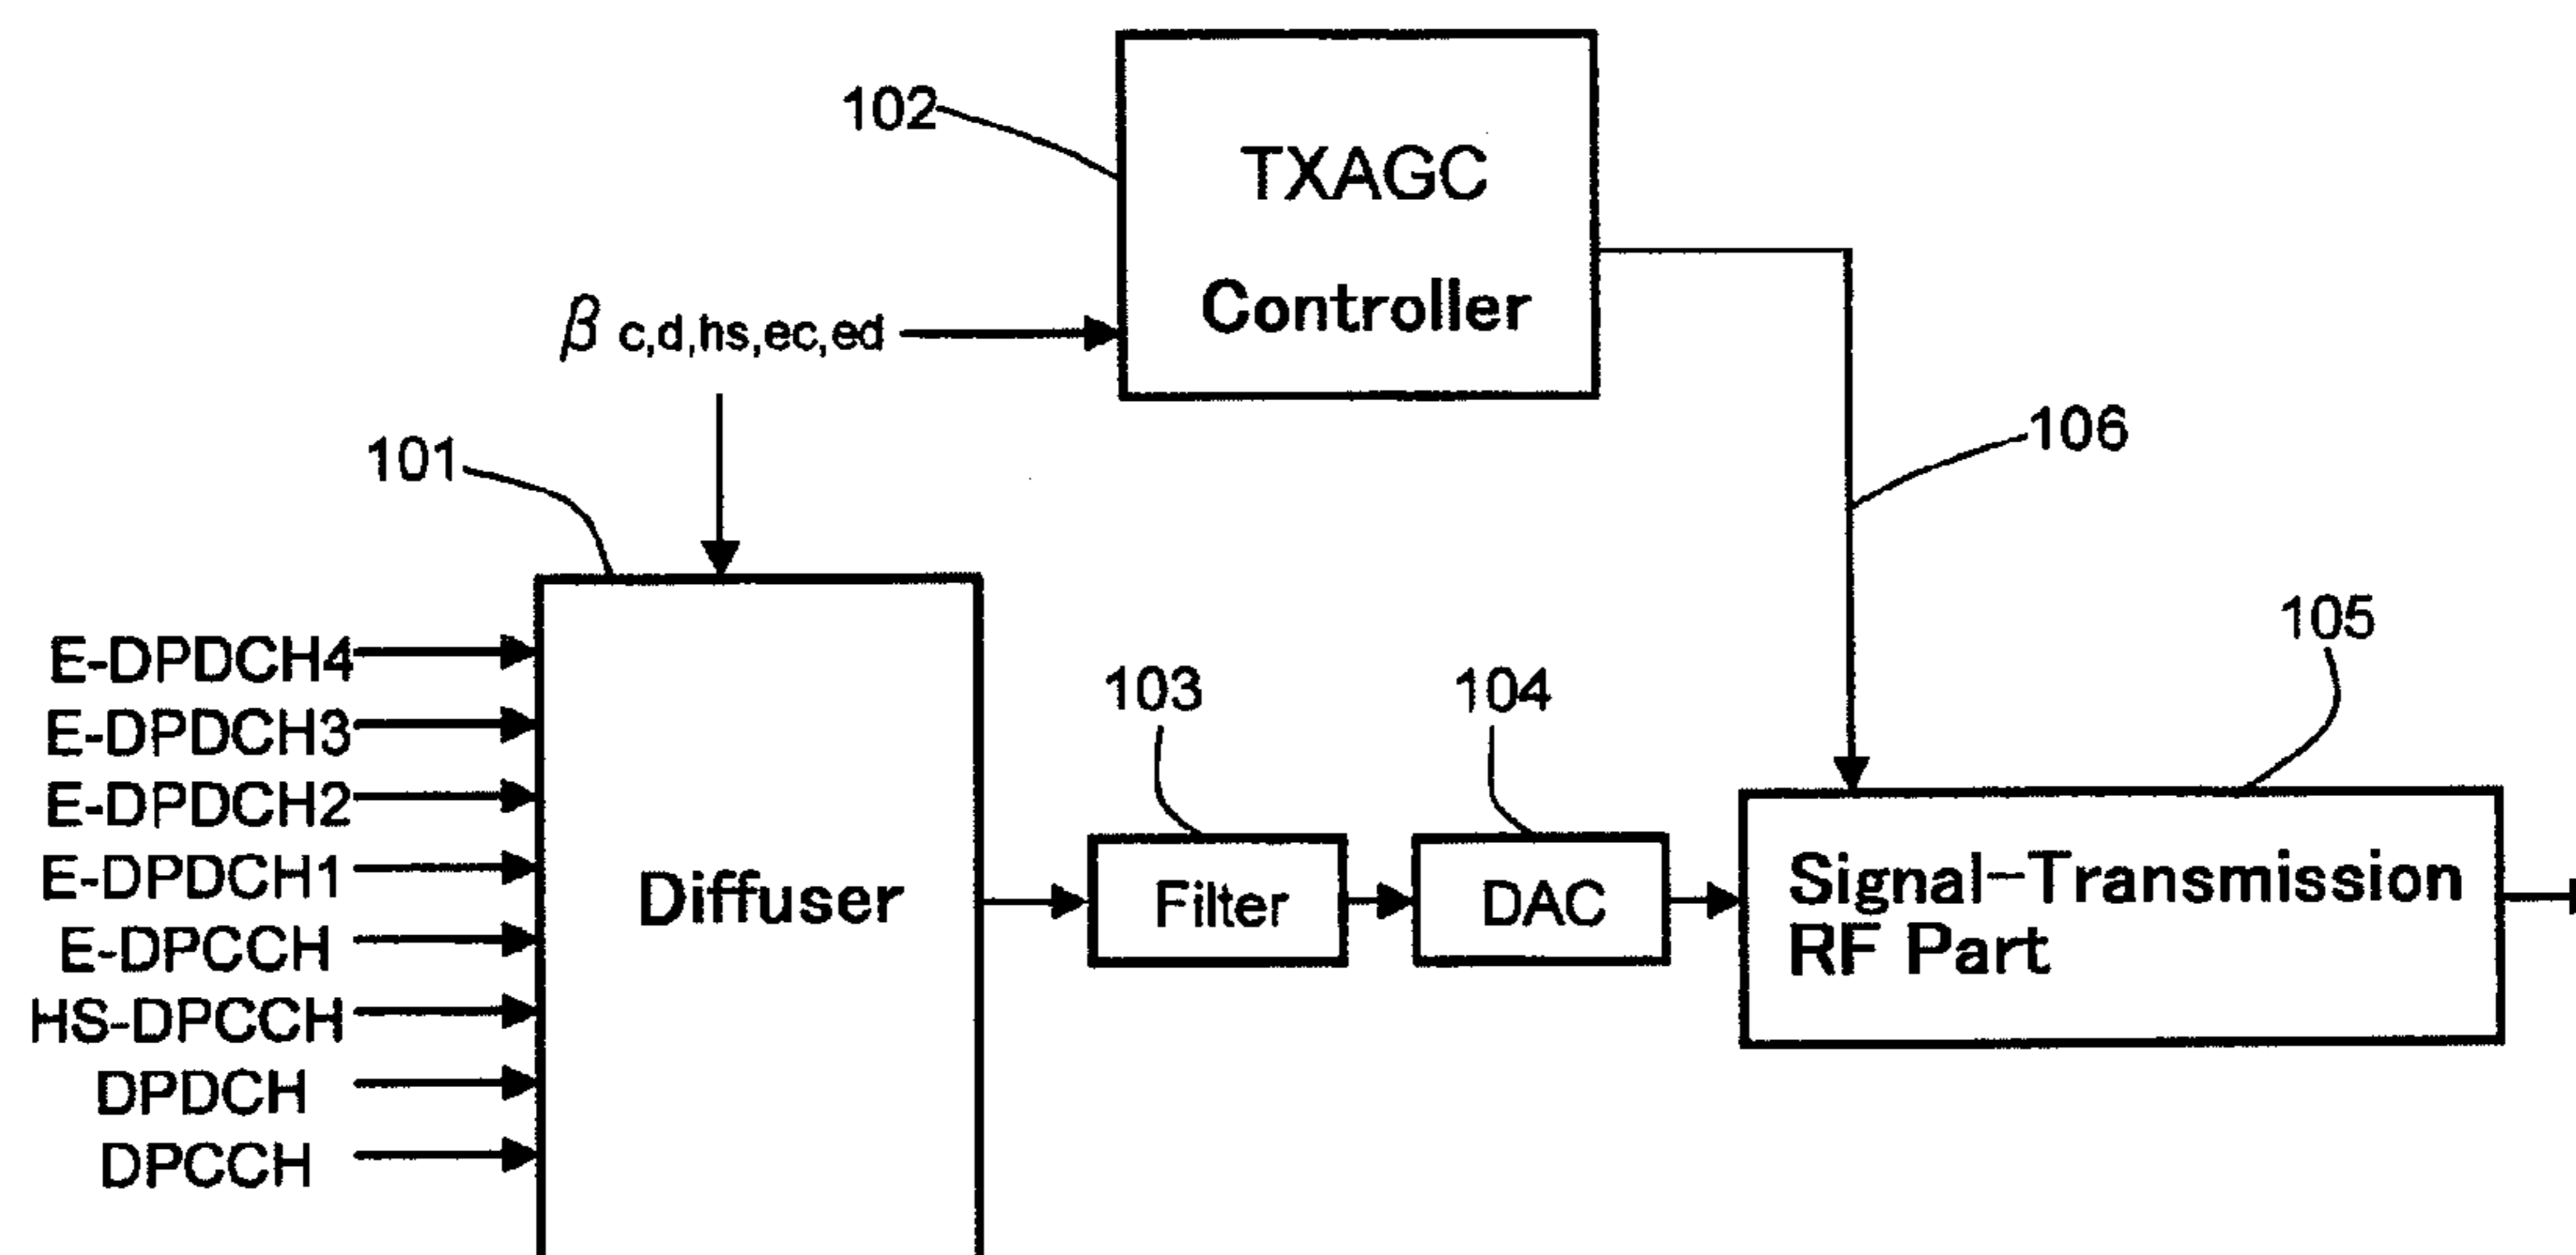 102
TXAGC
Controller
β c,d,hs,ec,ed
106
101
105
E-DPDCH4
E-DPDCH3
E-DPDCH2
E-DPDCH1
E-DPCCH
HS-DPCCH
DPDCH
DPCCH
Diffuser
103
Filter
104
DAC
Signal-Transmission
RF Part